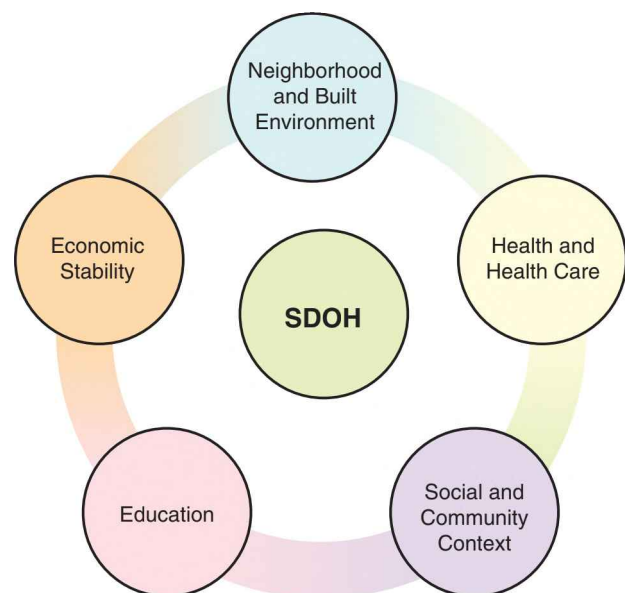 Neighborhood
and Built
Environment
Economic
Stability
Health and
Health Care
SDOH
Education
Social and
Community
Context